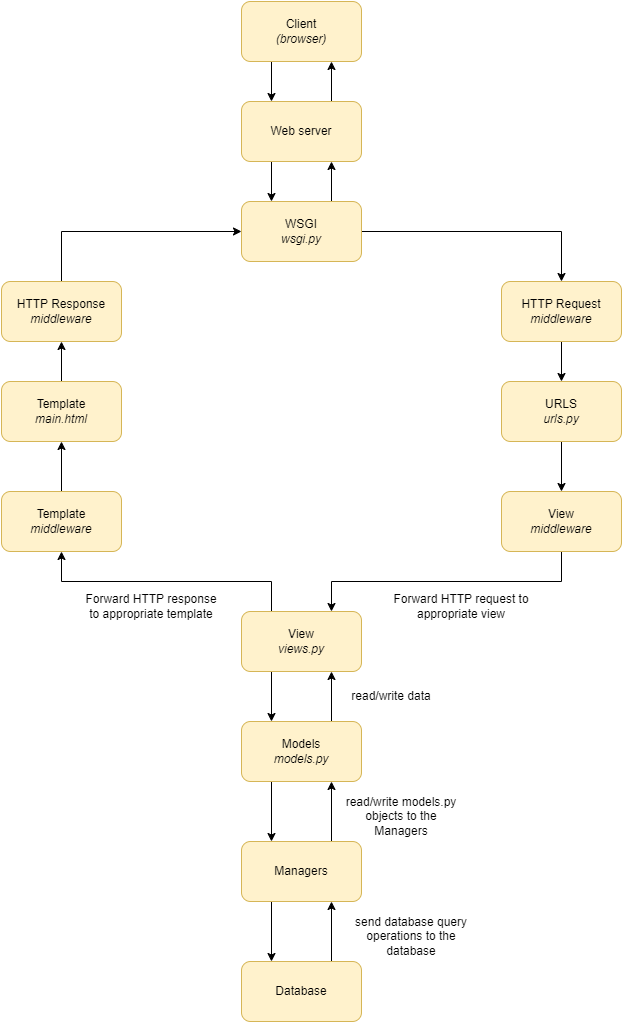 Client
(browser)
Web server
WSGI
wsgi.py
HTTP Response
middleware
HTTP Request
middleware
Template
main.html
URLS
urls.py
Template
middleware
View
middleware
Forward HTTP response
to appropriate template
Forward HTTP request to
appropriate view
View
views.py
read/write data
Models
models.py
read/write models.py
objects to the
Managers
Managers
send database query
operations to the
database
Database